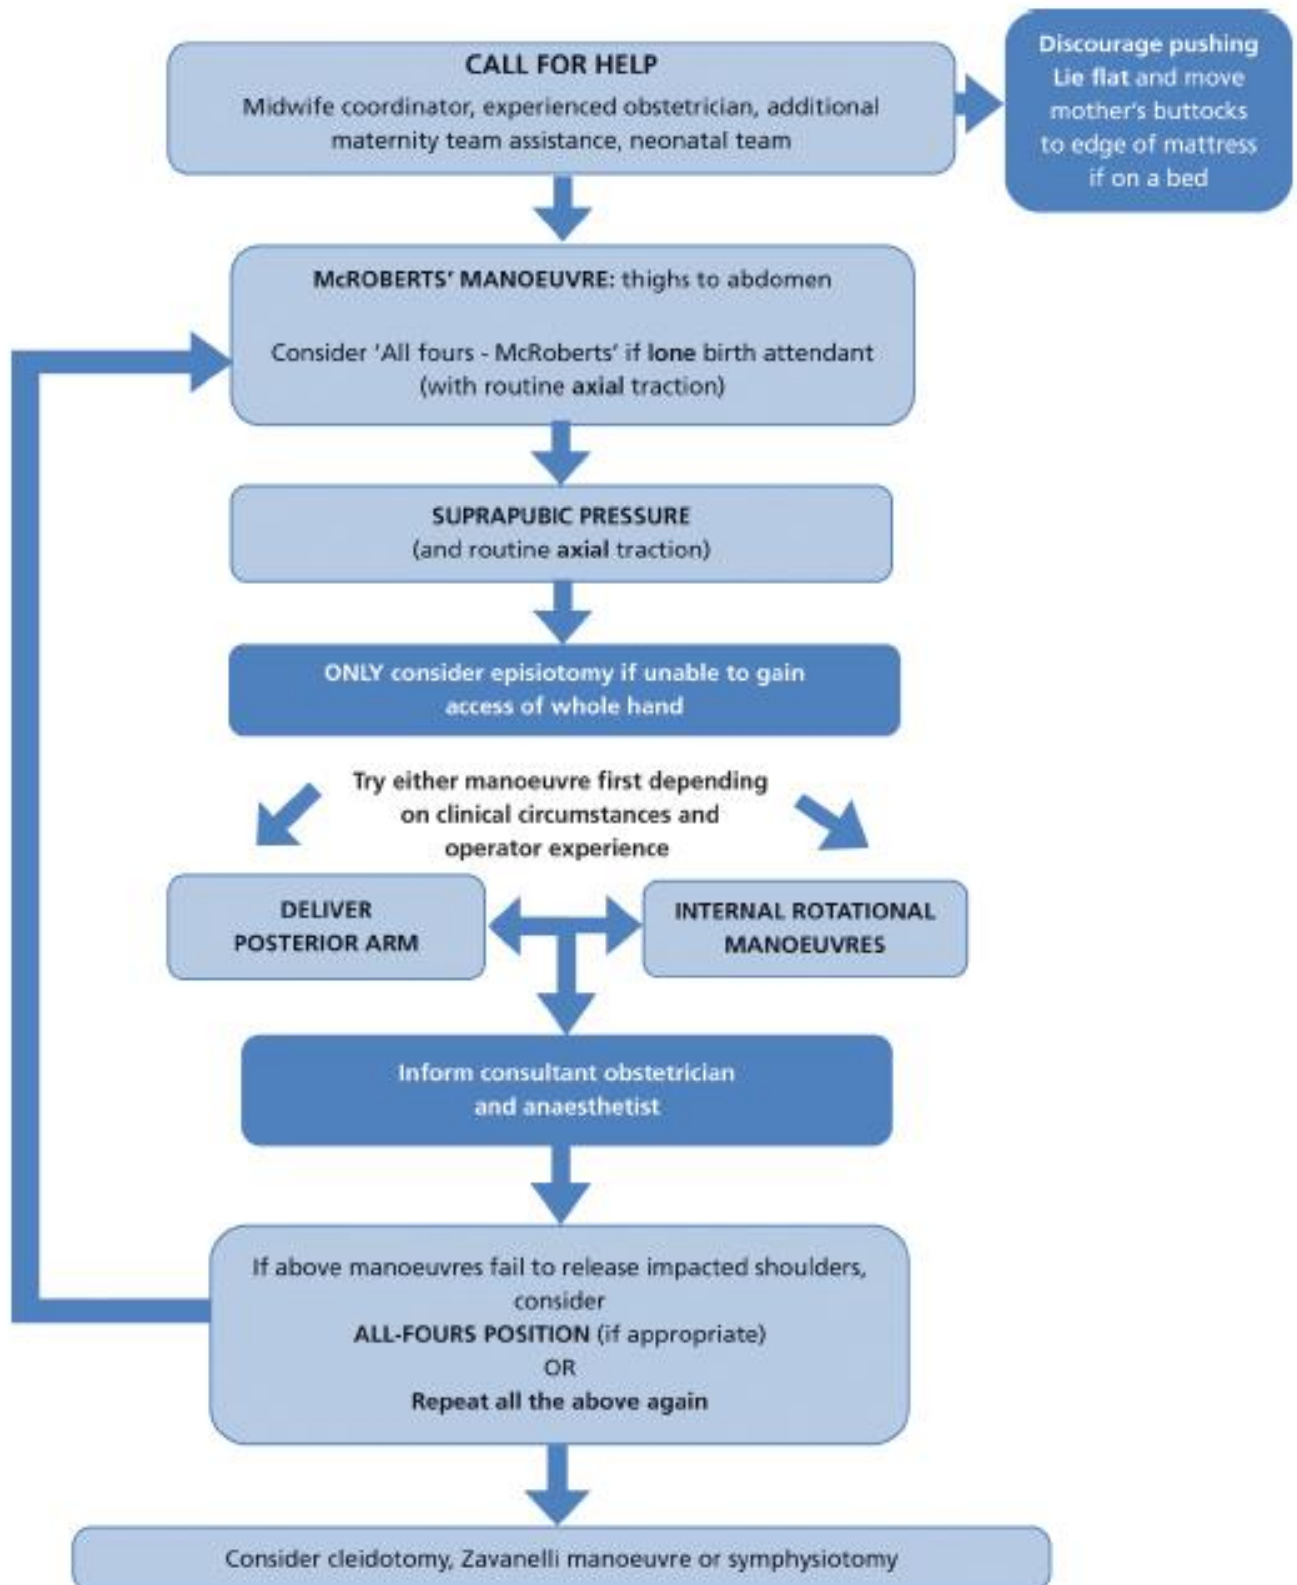 CALL FOR HELP
Midwife coordinator, experienced obstetrician, additional
maternity team assistance, neonatal team
Discourage pushing
Lie flat and move
mother's buttocks
to edge of mattress
if on a bed
McROBERTS' MANOEUVRE: thighs to abdomen
Consider 'All fours - McRoberts' if lone birth attendant
(with routine axial traction)
SUPRAPUBIC PRESSURE
(and routine axial traction)
ONLY consider episiotomy if unable to gain
access of whole hand
Try either manoeuvre first depending
on clinical circumstances and
operator experience
DELIVER
POSTERIOR ARM
INTERNAL ROTATIONAL
MANOEUVRES
Inform consultant obstetrician
and anaesthetist
If above manoeuvres fail to release impacted shoulders,
consider
ALL-FOURS POSITION (if appropriate)
OR
Repeat all the above again
Consider cleidotomy, Zavanelli manoeuvre or symphysiotomy